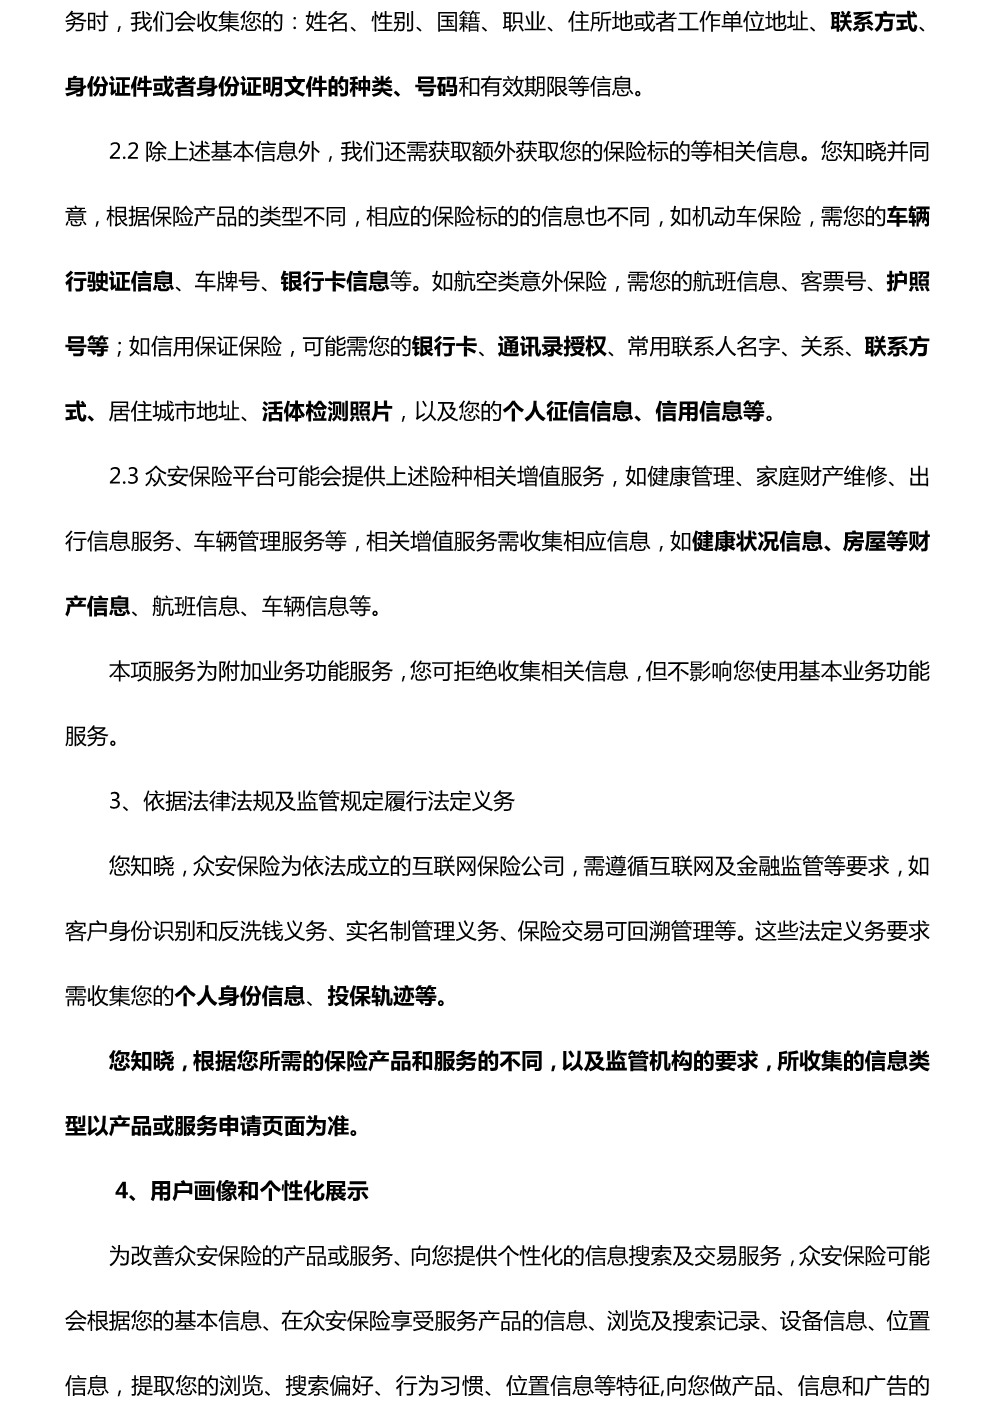 务时，我们会收集您的：姓名、性别、国籍、职业、住所地或者工作单位地址、联系方式、
身份证件或者身份证明文件的种类、号码和有效期限等信息。
2.2 除上述基本信息外，我们还需获取额外获取您的保险标的等相关信息。您知晓并同
意，根据保险产品的类型不同，相应的保险标的的信息也不同，如机动车保险，需您的车辆
行驶证信息、车牌号、银行卡信息等。如航空类意外保险，需您的航班信息、客票号、护照
号等；如信用保证保险，可能需您的银行卡、通讯录授权、常用联系人名字、关系、联系方
式、居住城市地址、活体检测照片，以及您的个人征信信息、信用信息等。
2.3 众安保险平台可能会提供上述险种相关增值服务，如健康管理、家庭财产维修、出
行信息服务、车辆管理服务等，相关增值服务需收集相应信息，如健康状况信息、房屋等财
产信息、航班信息、车辆信息等。
本项服务为附加业务功能服务，您可拒绝收集相关信息，但不影响您使用基本业务功能
服务。
3、依据法律法规及监管规定履行法定义务
您知晓，众安保险为依法成立的互联网保险公司，需遵循互联网及金融监管等要求，如
客户身份识别和反洗钱义务、实名制管理义务、保险交易可回溯管理等。这些法定义务要求
需收集您的个人身份信息、投保轨迹等。
您知晓，根据您所需的保险产品和服务的不同，以及监管机构的要求，所收集的信息类
型以产品或服务申请页面为准。
4、用户画像和个性化展示
为改善众安保险的产品或服务、向您提供个性化的信息搜索及交易服务，众安保险可能
会根据您的基本信息、在众安保险享受服务产品的信息、浏览及搜索记录、设备信息、位置
信息，提取您的浏览、搜索偏好、行为习惯、位置信息等特征,向您做产品、信息和广告的